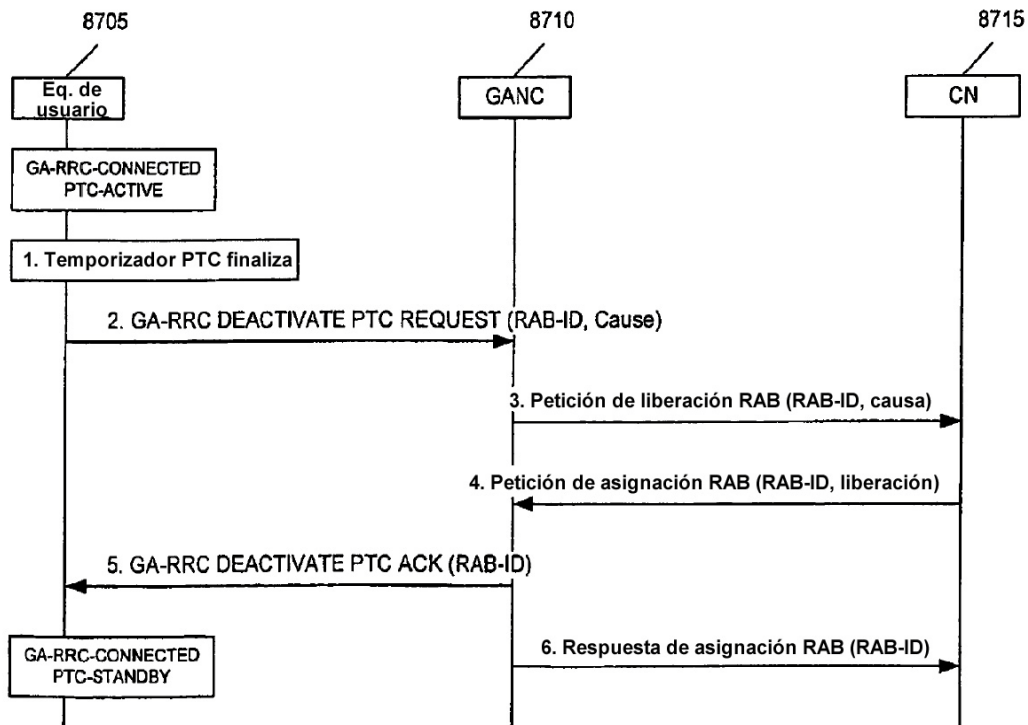 8705
8710
8715
Eq. de
usuario
GANC
CN
GA-RRC-CONNECTED
PTC-ACTIVE
1. Temporizador PTC finaliza
2. GA-RRC DEACTIVATE PTC REQUEST (RAB-ID, Cause)
3. Petición de liberación RAB (RAB-ID, causa)
4. Petición de asignación RAB (RAB-ID, liberación)
5. GA-RRC DEACTIVATE PTC ACK (RAB-ID)
6. Respuesta de asignación RAB (RAB-ID)
GA-RRC-CONNECTED
PTC-STANDBY